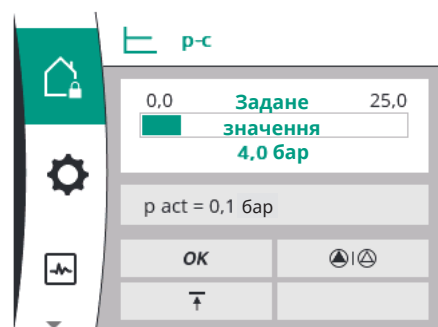 p-c
0,0 Задане 25,0
значення
4,0 бар
p act = 0,1 бар
OK